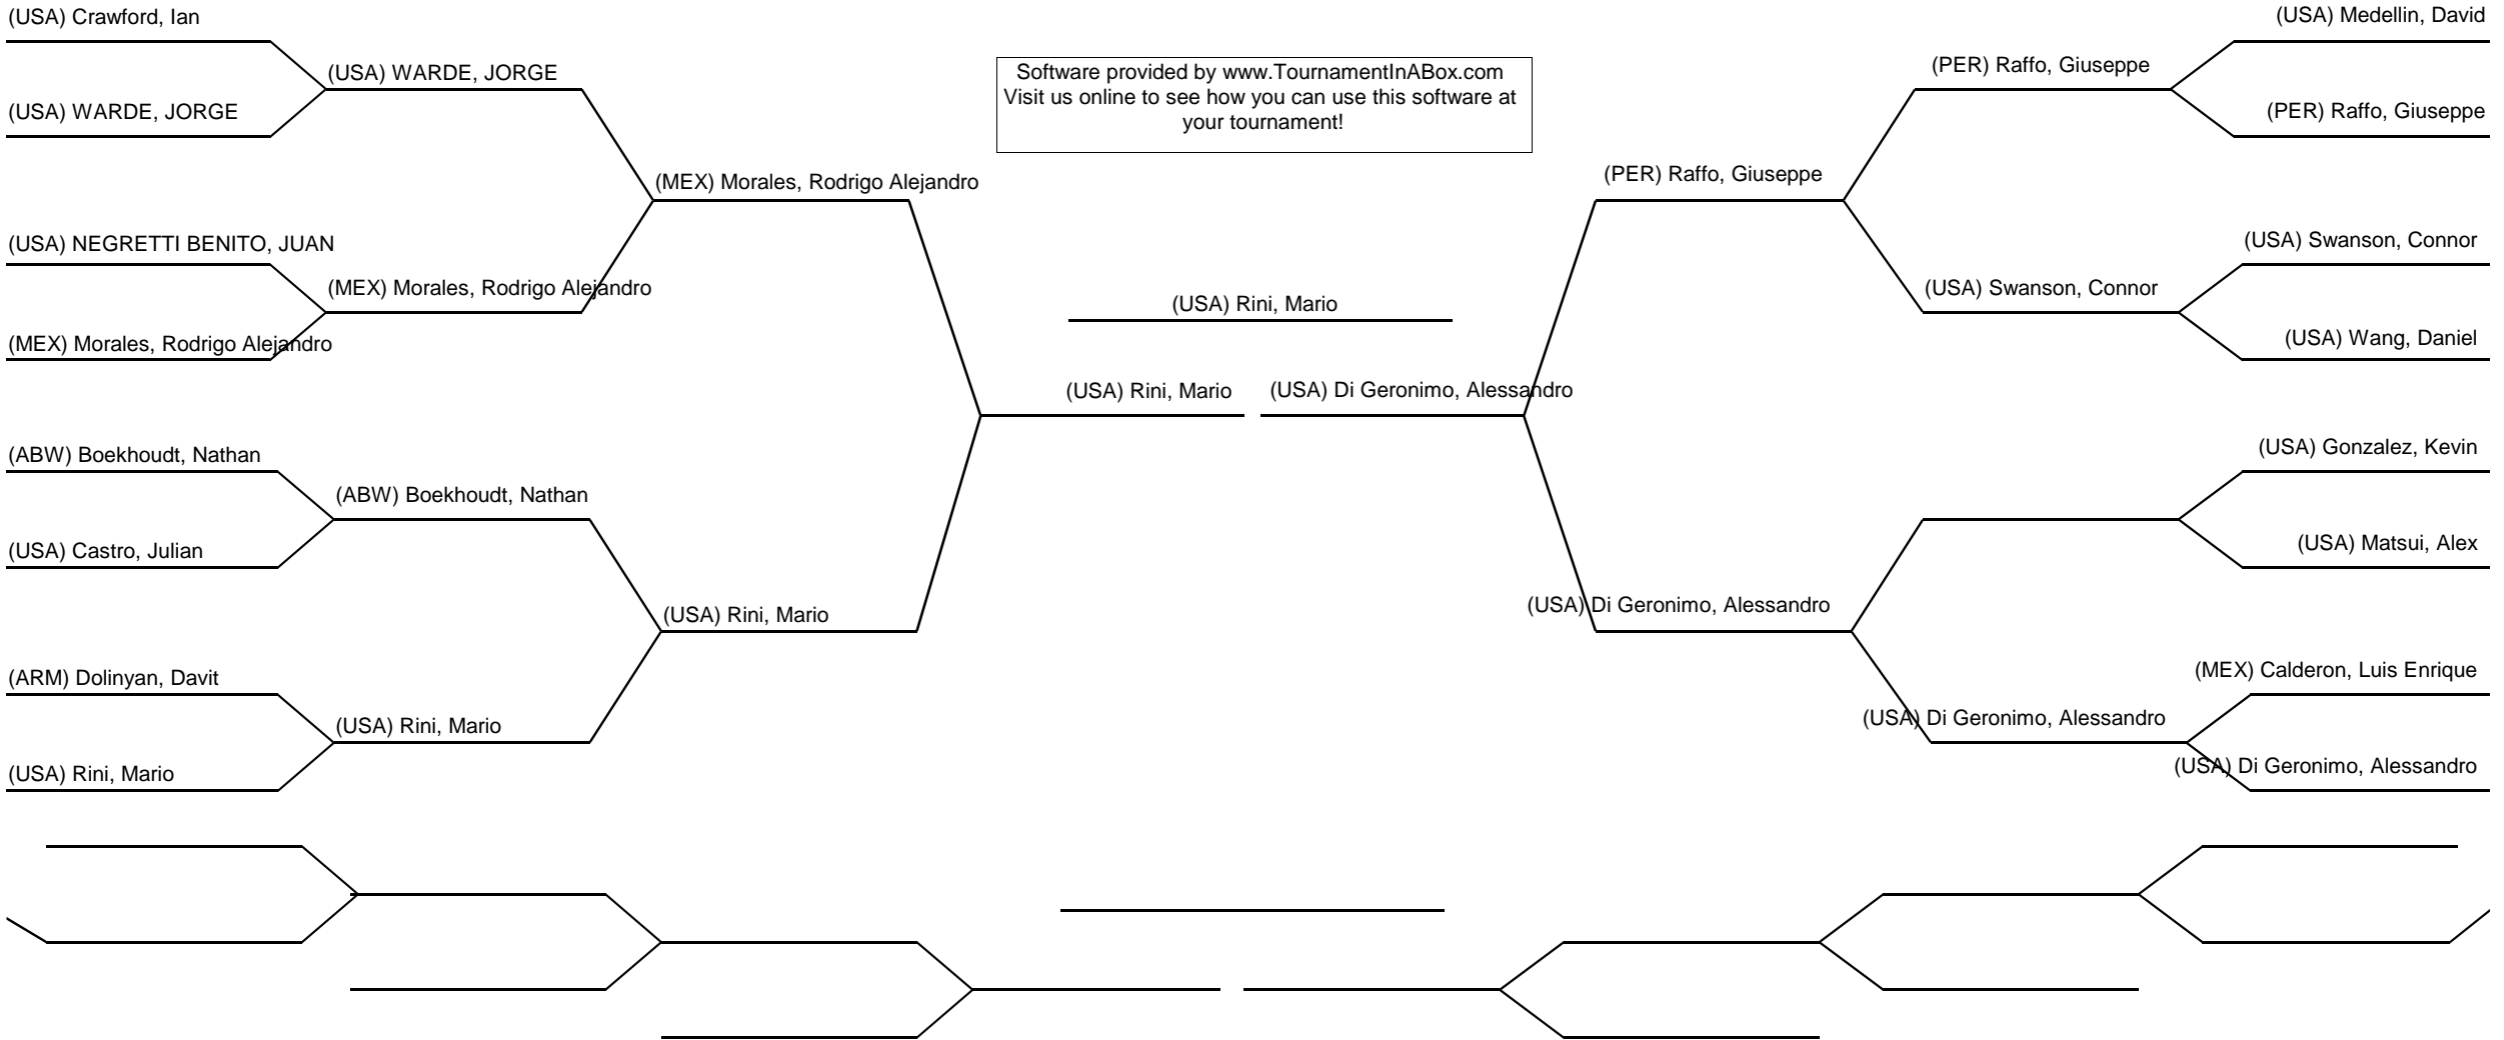 (USA) Crawford, Ian
(USA) WARDE, JORGE
(USA) WARDE, JORGE
(USA) NEGRETTI BENITO, JUAN
(MEX) Morales, Rodrigo Alejandro
(MEX) Morales, Rodrigo Alejandro
(MEX) Morales, Rodrigo Alejandro
(ABW) Boekhoudt, Nathan
(ABW) Boekhoudt, Nathan
(USA) Castro, Julian
(USA) Rini, Mario
(ARM) Dolinyan, Davit
(USA) Rini, Mario
(USA) Rini, Mario
Software provided by www.TournamentInABox.com
Visit us online to see how you can use this software at
your tournament!
(USA) Rini, Mario
(USA) Rini, Mario
(USA) Di Geronimo, Alessandro
(USA) Medellin, David
(PER) Raffo, Giuseppe
(PER) Raffo, Giuseppe
(PER) Raffo, Giuseppe
(USA) Swanson, Connor
(USA) Swanson, Connor
(USA) Wang, Daniel
(USA) Gonzalez, Kevin
(USA) Matsui, Alex
(USA) Di Geronimo, Alessandro
(MEX) Calderon, Luis Enrique
(USA) Di Geronimo, Alessandro
(USA) Di Geronimo, Alessandro